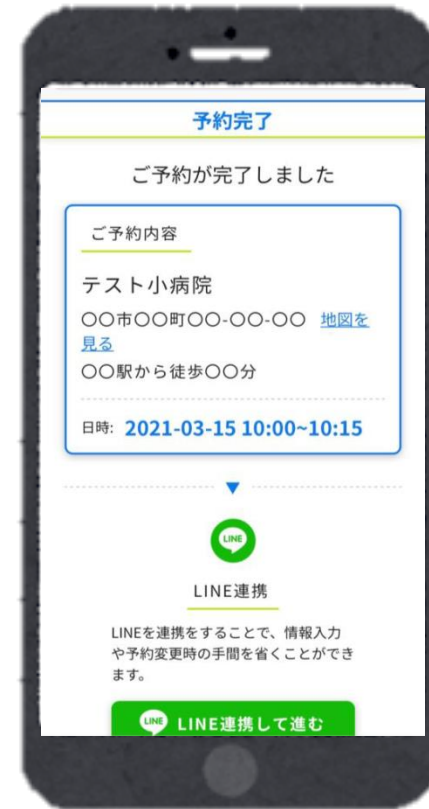 予約完了
ご予約が完了しました
ご予約内容
テスト小病院
〇〇市〇〇町〇〇-〇〇-〇〇 地図を
見る
〇〇駅から徒歩〇〇分
日時: 2021-03-15 10:00~10:15
LINE
LINE連携
LINEを連携をすることで、情報入力
や予約変更時の手間を省くことができ
ます。
LINE LINE連携して進む